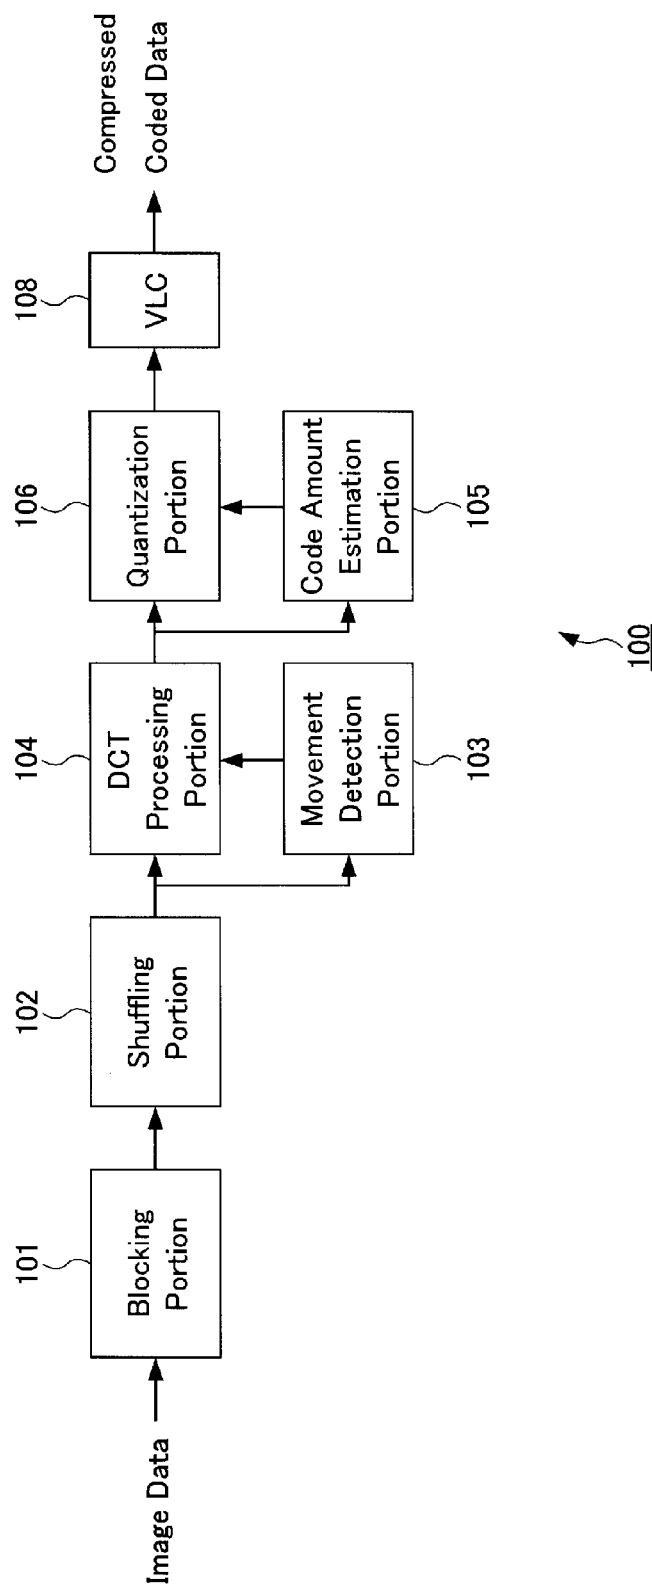 Image Data
101
Blocking
Portion
102
Shuffling
Portion
104
DCT
Processing
Portion
103
Movement
Detection
Portion
106
Quantization
Portion
105
Code Amount
Estimation
Portion
108
VLC
Compressed
Coded Data
100